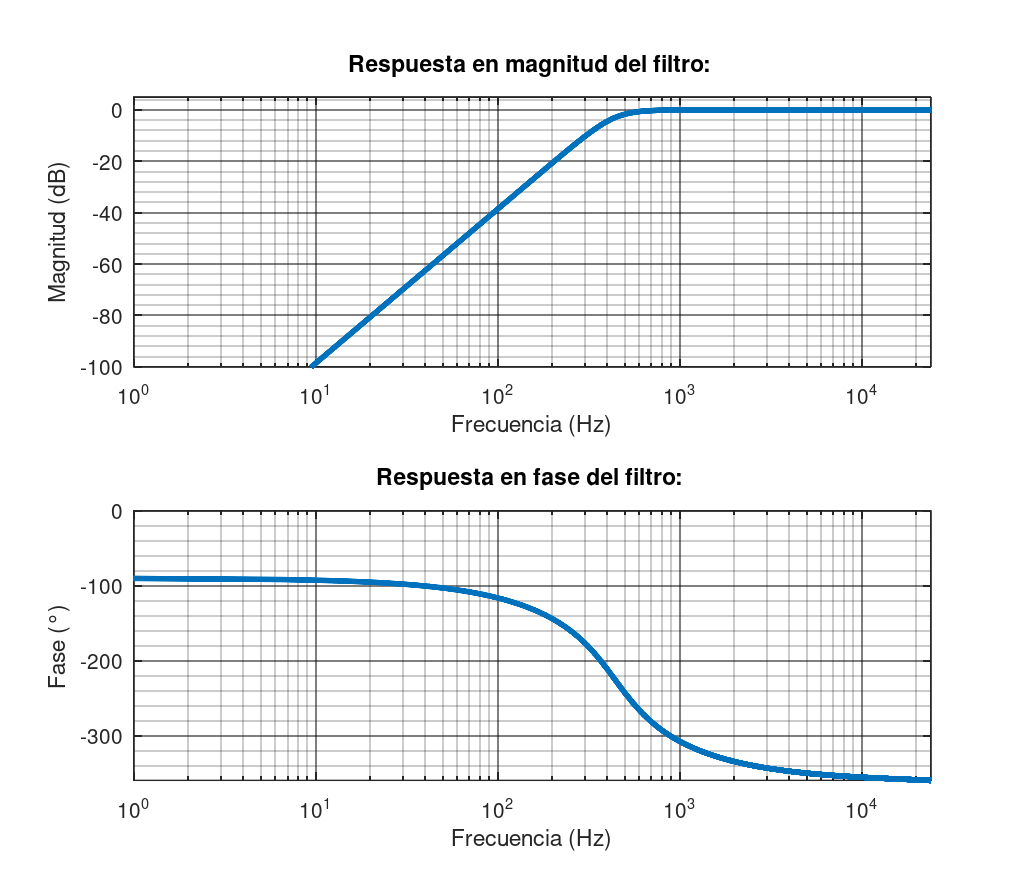 Respuesta en magnitud del filtro:
0
-20
-40
-60
-80
-100
Magnitud (dB)
10^0 10^1 10^2 10^3 10^4
Frecuencia (Hz)
Respuesta en fase del filtro:
0
-100
-200
-300
Fase (°)
10^0 10^1 10^2 10^3 10^4
Frecuencia (Hz)